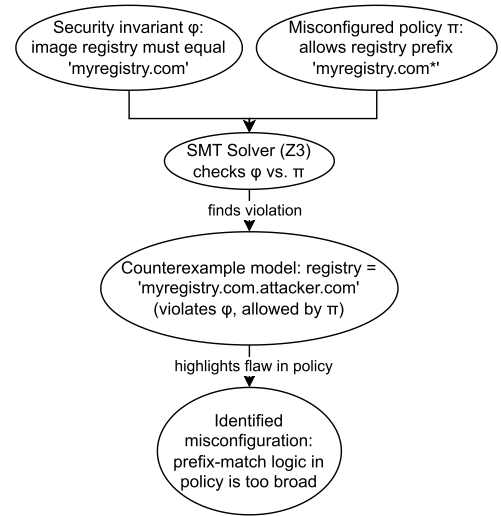 Security invariant φ:
image registry must equal
'myregistry.com'
Misconfigured policy π:
allows registry prefix
'myregistry.com*'
SMT Solver (Z3)
checks φ vs. π
finds violation
Counterexample model: registry =
'myregistry.com.attacker.com'
(violates φ, allowed by π)
highlights flaw in policy
Identified
misconfiguration:
prefix-match logic in
policy is too broad